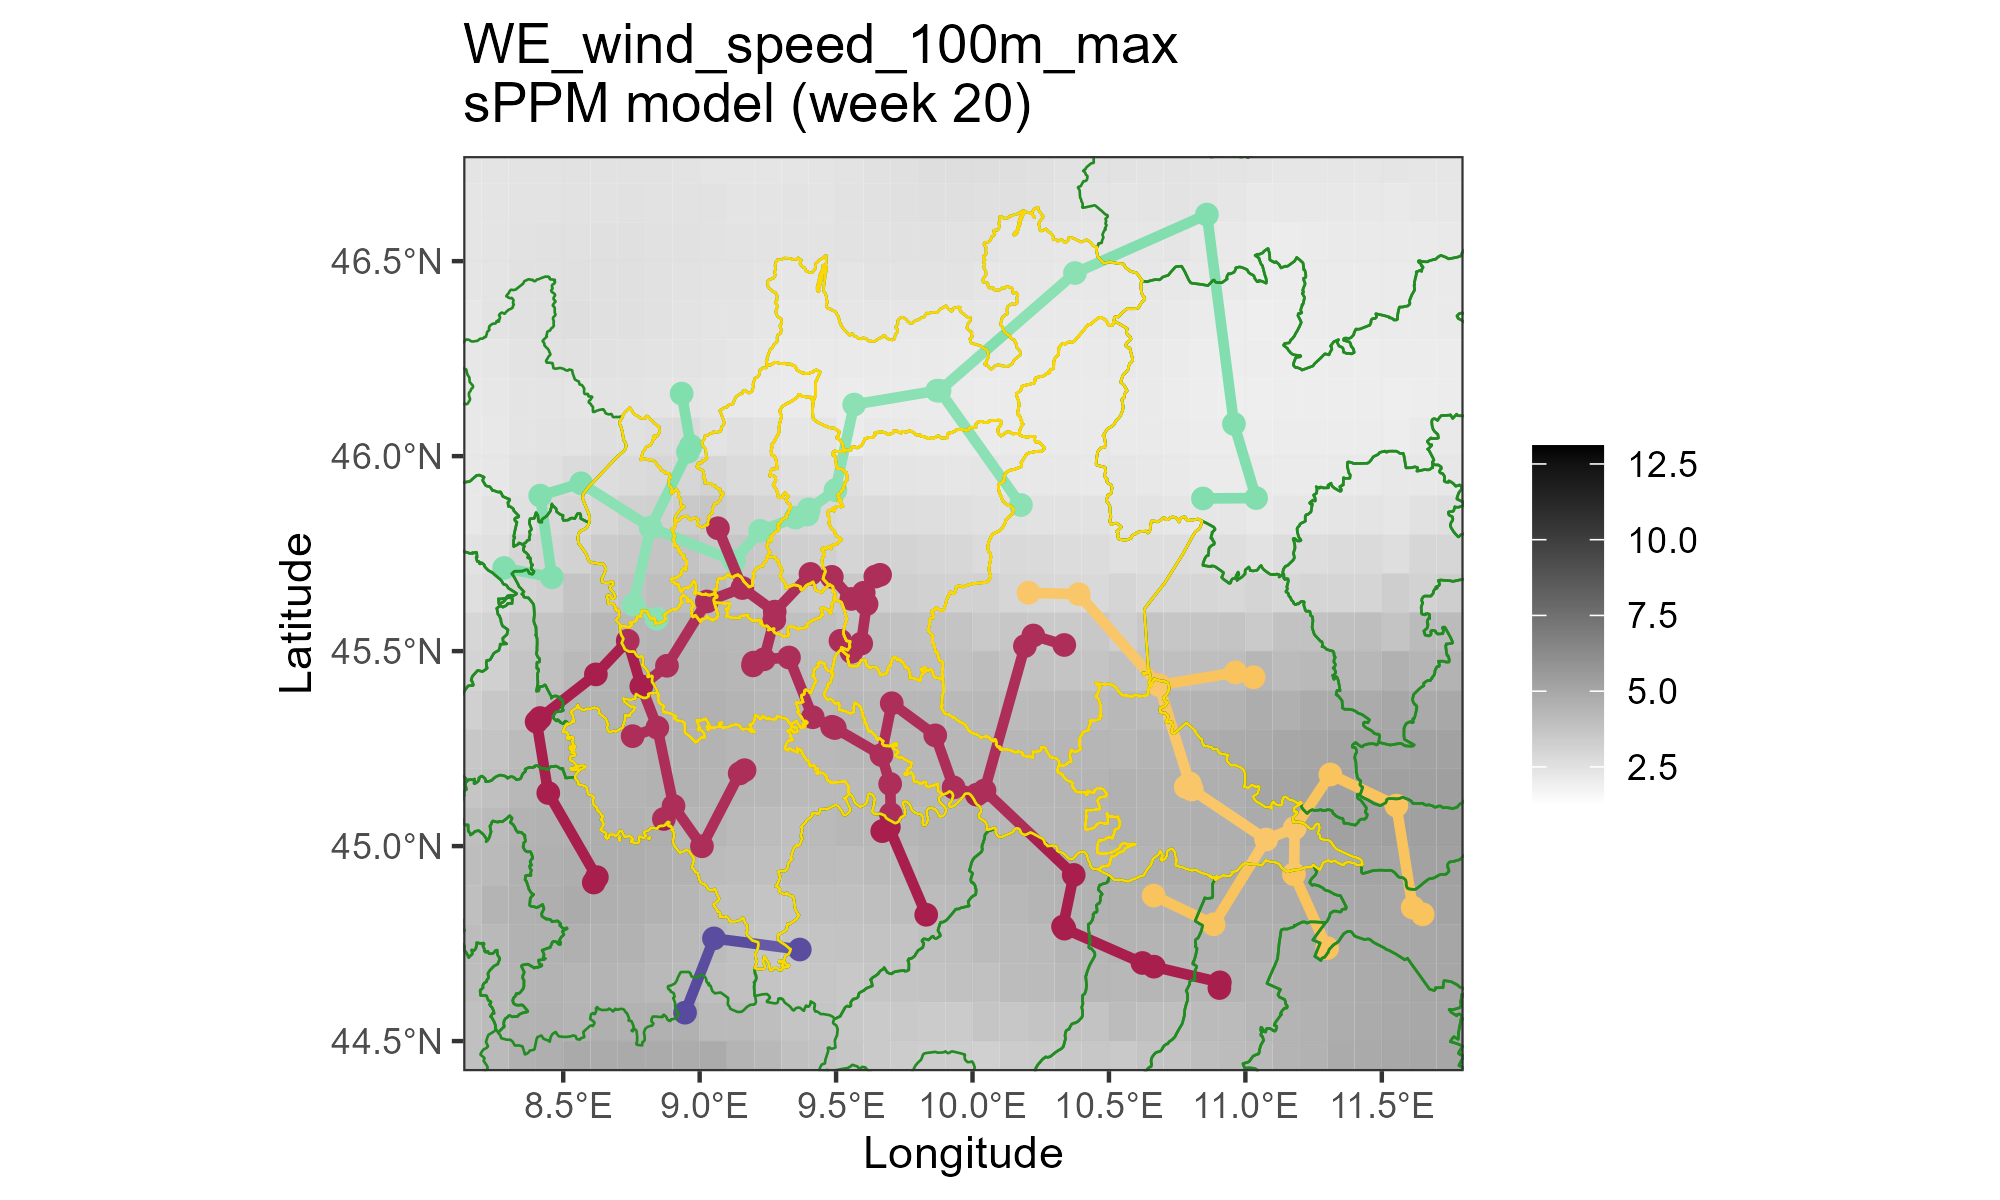 WE_wind_speed_100m_max
sPPM model (week 20)
Latitude
46.5°N
46.0°N
45.5°N
45.0°N
44.5°N
8.5°E
9.0°E
9.5°E
10.0°E
10.5°E
11.0°E
11.5°E
Longitude
12.5
10.0
7.5
5.0
2.5